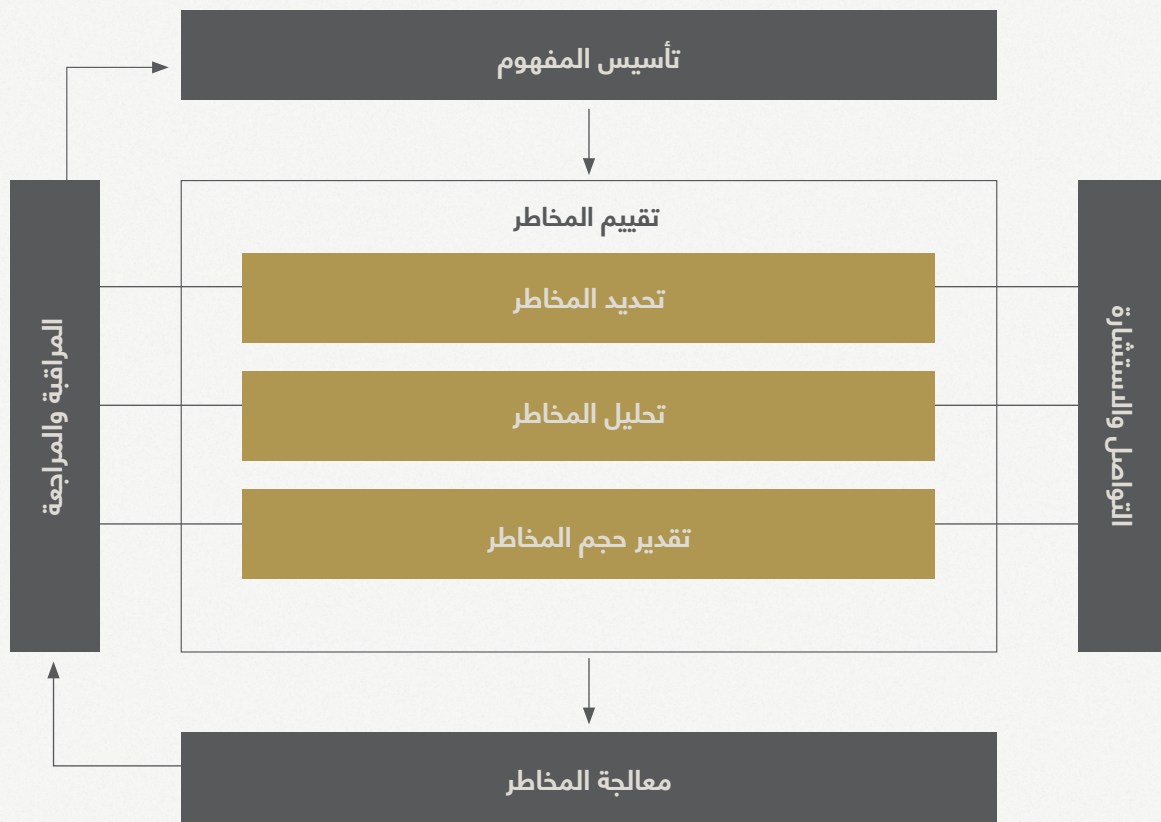 تأسيس المفهوم
تقييم المخاطر
تحديد المخاطر
تحليل المخاطر
تقدير حجم المخاطر
التواصل والاستشارة
المراقبة والمراجعة
معالجة المخاطر